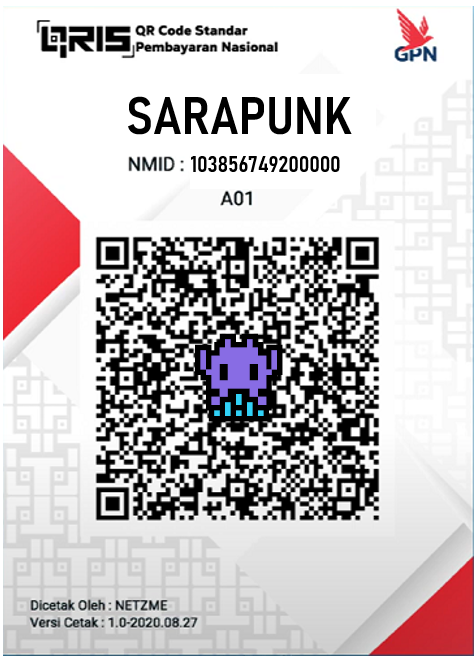 QRIS QR Code Standar
Pembayaran Nasional
GPN
SARAPUNK
NMID : 103856749200000
A01
Dicetak Oleh : NETZME
Versi Cetak : 1.0-2020.08.27